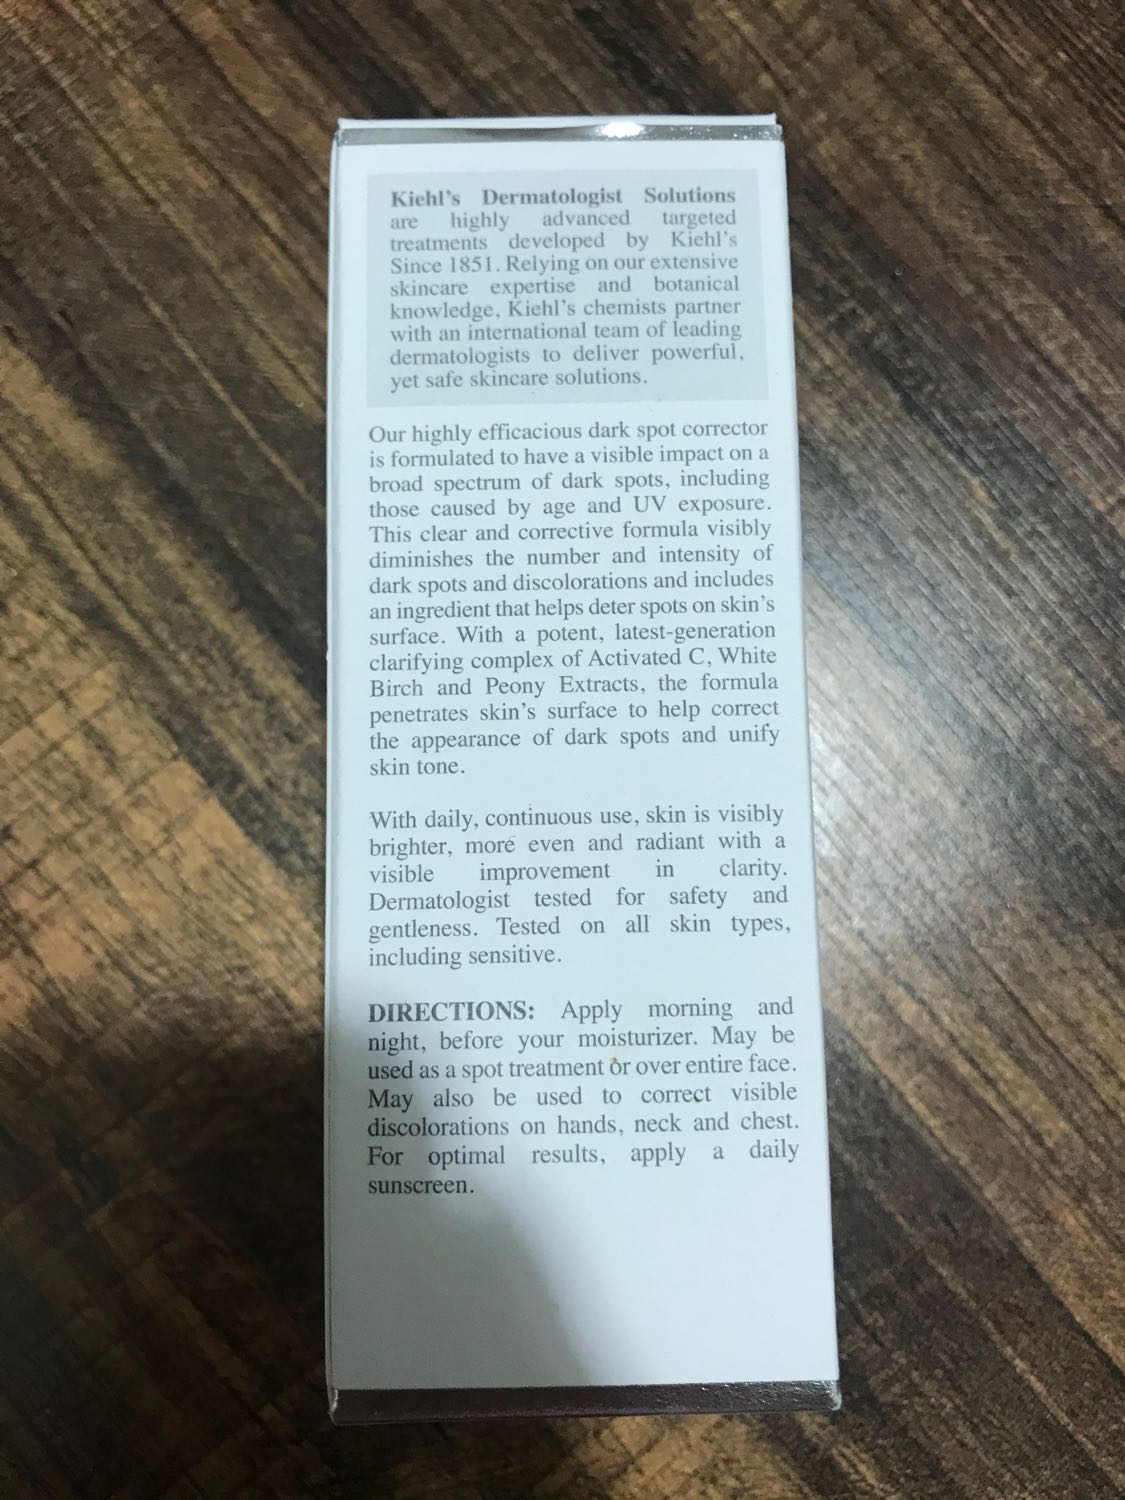 Kiehl's Dermatologist Solutions
are highly advanced targeted
treatments developed by Kiehl's
Since 1851. Relying on our extensive
skincare expertise and botanical
knowledge, Kiehl's chemists partner
with an international team of leading
dermatologists to deliver powerful,
yet safe skincare solutions.
Our highly efficacious dark spot corrector
is formulated to have a visible impact on a
broad spectrum of dark spots, including
those caused by age and UV exposure.
This clear and corrective formula visibly
diminishes the number and intensity of
dark spots and discolorations and includes
an ingredient that helps deter spots on skin's
surface. With a potent, latest-generation
clarifying complex of Activated C, White
Birch and Peony Extracts, the formula
penetrates skin's surface to help correct
the appearance of dark spots and unify
skin tone.
With daily, continuous use, skin is visibly
brighter, more even and radiant with a
visible improvement in clarity.
Dermatologist tested for safety and
gentleness. Tested on all skin types,
including sensitive.
DIRECTIONS: Apply morning and
night, before your moisturizer. May be
used as a spot treatment or over entire face.
May also be used to correct visible
discolorations on hands, neck and chest.
For optimal results, apply a daily
sunscreen.